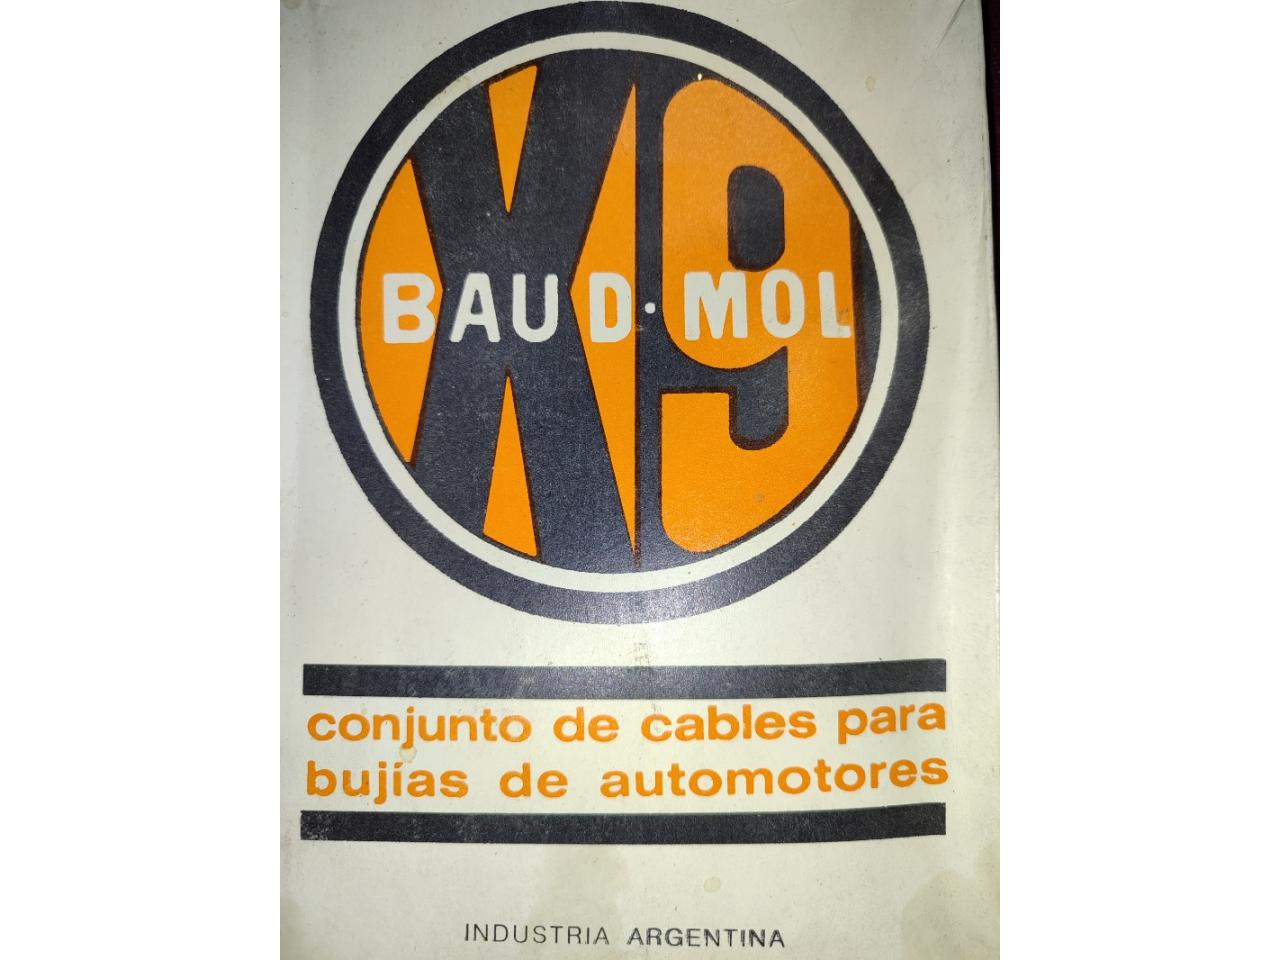 X9
BAUD·MOL
conjunto de cables para
bujías de automotores
INDUSTRIA ARGENTINA